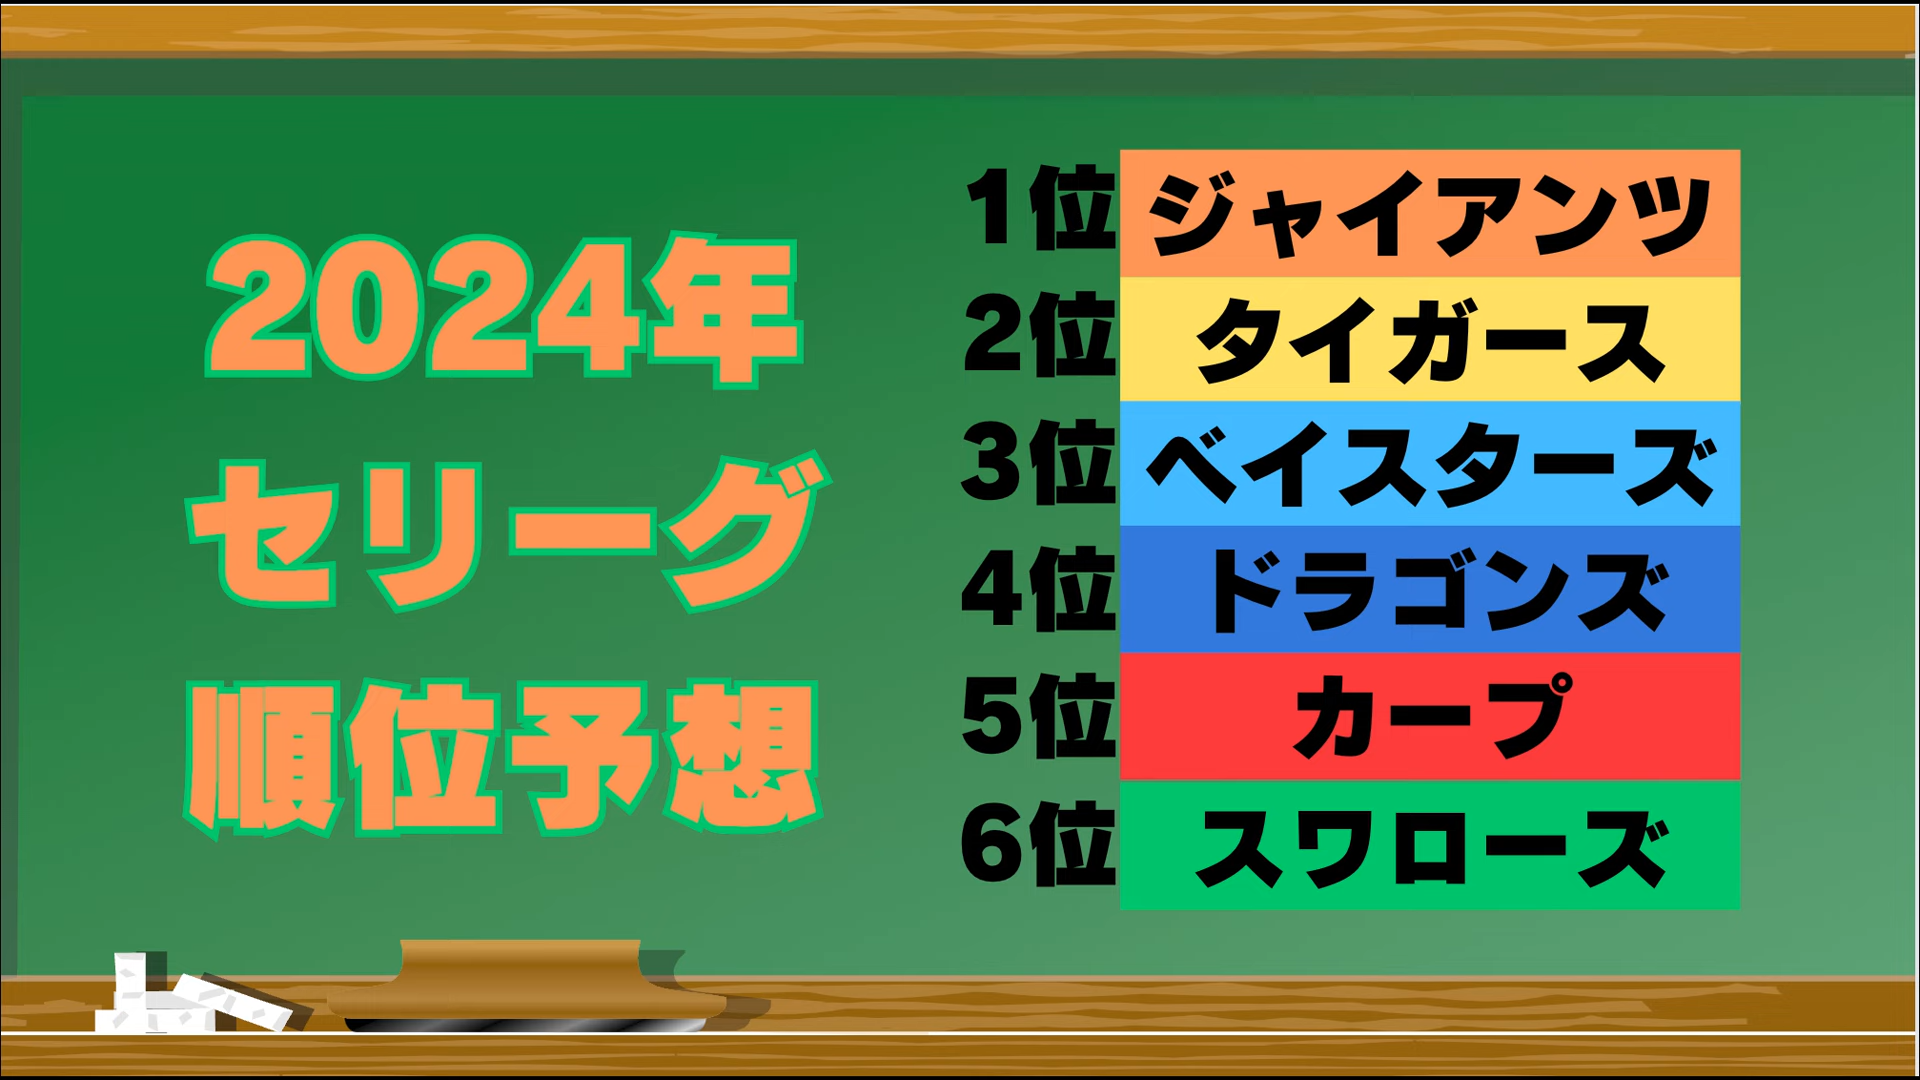 2024年
セリーグ
順位予想
1位 ジャイアンツ
2位 タイガース
3位 ベイスターズ
4位 ドラゴンズ
5位 カープ
6位 スワローズ